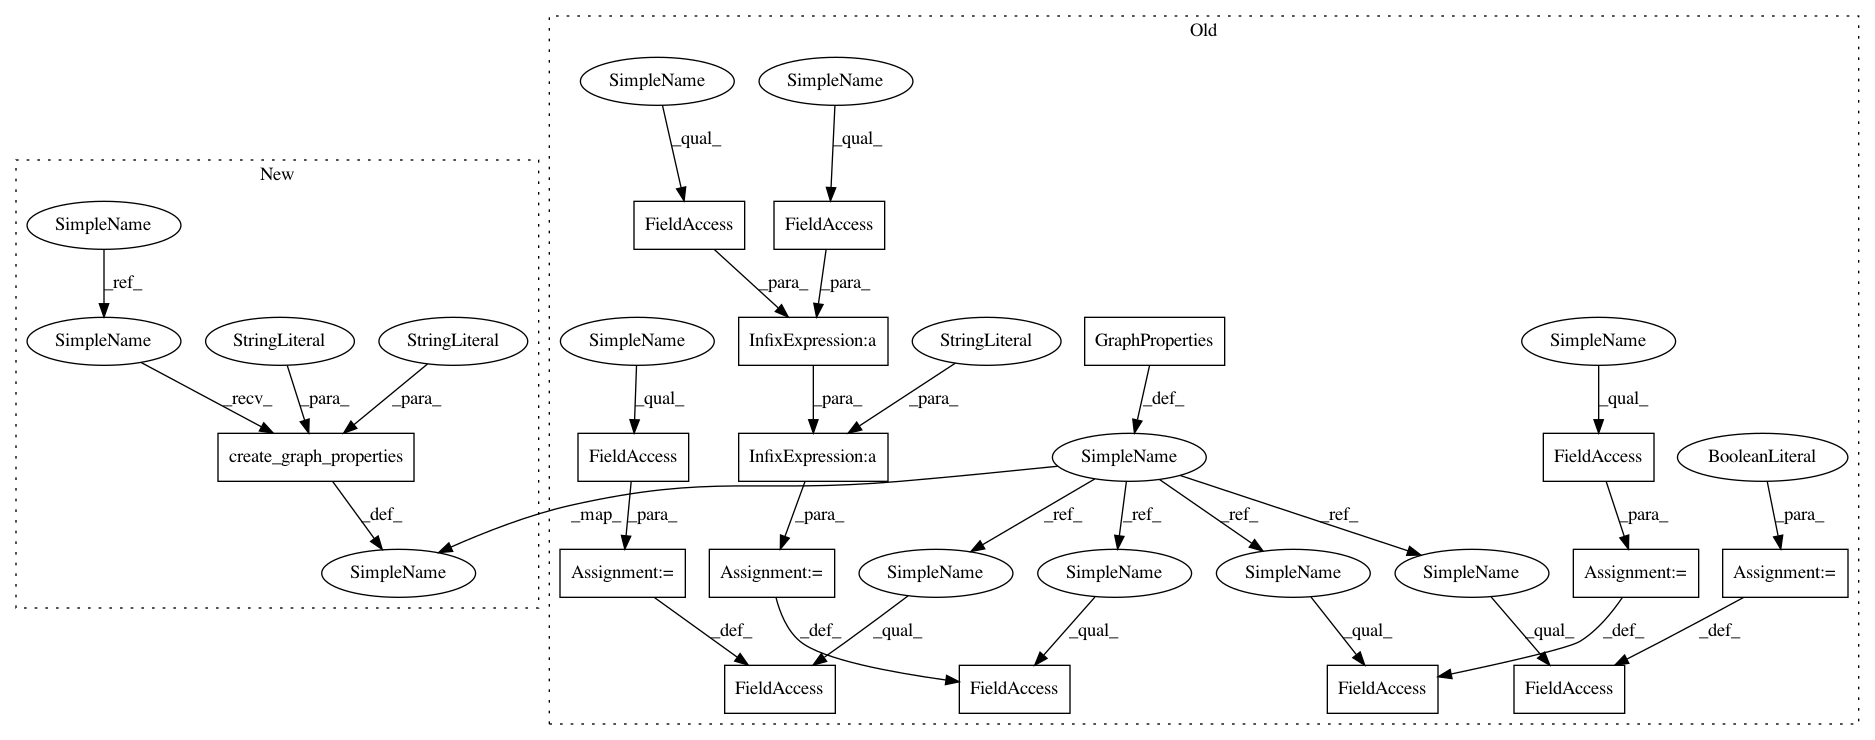 Old
SimpleName
SimpleName
_qual_
_qual_
New
SimpleName
FieldAccess
FieldAccess
_ref_
_para_
_para_
SimpleName
StringLiteral
StringLiteral
SimpleName
InfixExpression:a
StringLiteral
GraphProperties
SimpleName
_recv_
_para_
_para_
_qual_
_para_
_para_
_def_
_qual_
create_graph_properties
FieldAccess
InfixExpression:a
SimpleName
FieldAccess
BooleanLiteral
_def_
_map_
_para_
_para_
_ref_
_ref_
_ref_
_ref_
_para_
_para_
SimpleName
Assignment:=
Assignment:=
SimpleName
SimpleName
SimpleName
SimpleName
Assignment:=
Assignment:=
_def_
_def_
_qual_
_qual_
_qual_
_qual_
_def_
_def_
FieldAccess
FieldAccess
FieldAccess
FieldAccess